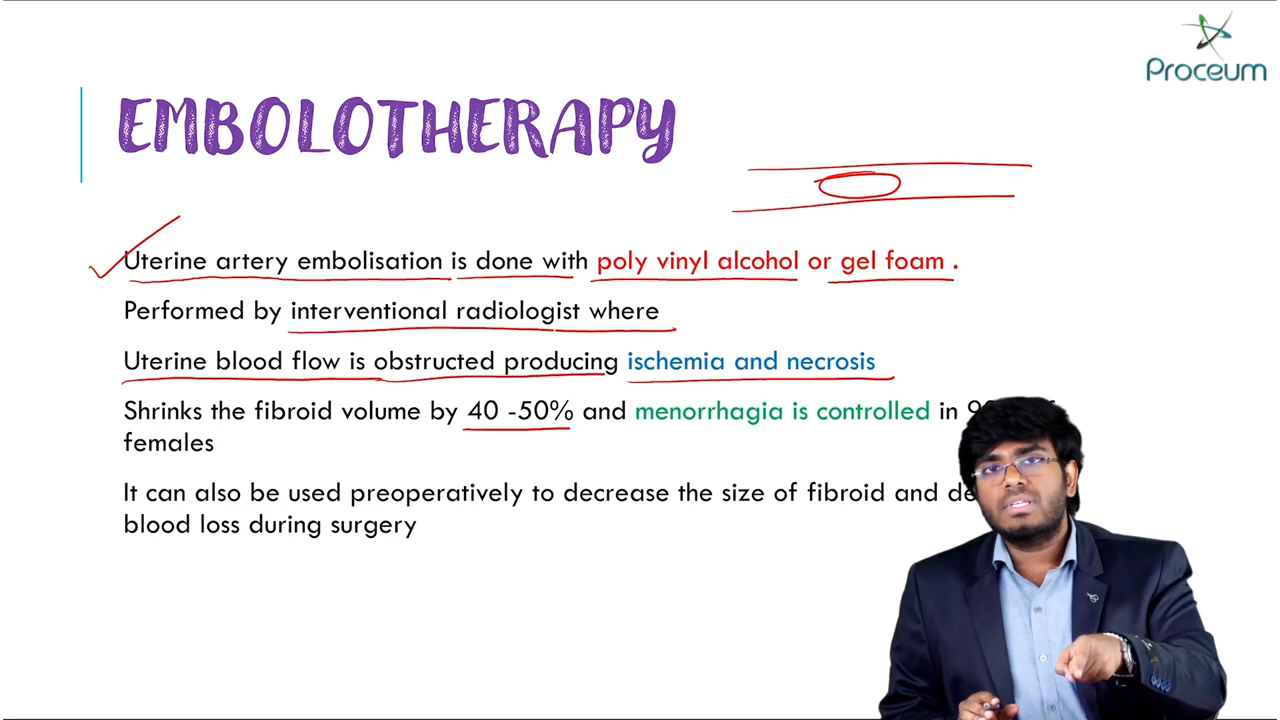 Proceum
EMBOLOTHERAPY
Uterine artery embolisation is done with poly vinyl alcohol or gel foam .
Performed by interventional radiologist where
Uterine blood flow is obstructed producing ischemia and necrosis
Shrinks the fibroid volume by 40 -50% and menorrhagia is controlled in
females
It can also be used preoperatively to decrease the size of fibroid and
blood loss during surgery